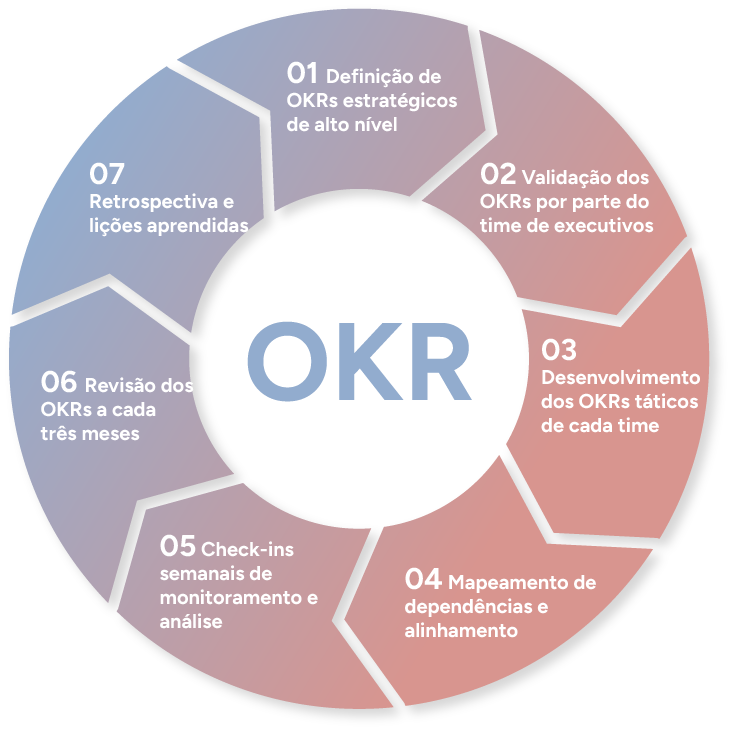 01 Definição de
OKRs estratégicos
de alto nível
02 Validação dos
OKRs por parte do
time de executivos
03
Desenvolvimento
dos OKRs táticos
de cada time
04 Mapeamento de
dependências e
alinhamento
05 Check-ins
semanais de
monitoramento e
análise
06 Revisão dos
OKRs a cada
três meses
07
Retrospectiva e
lições aprendidas
OKR